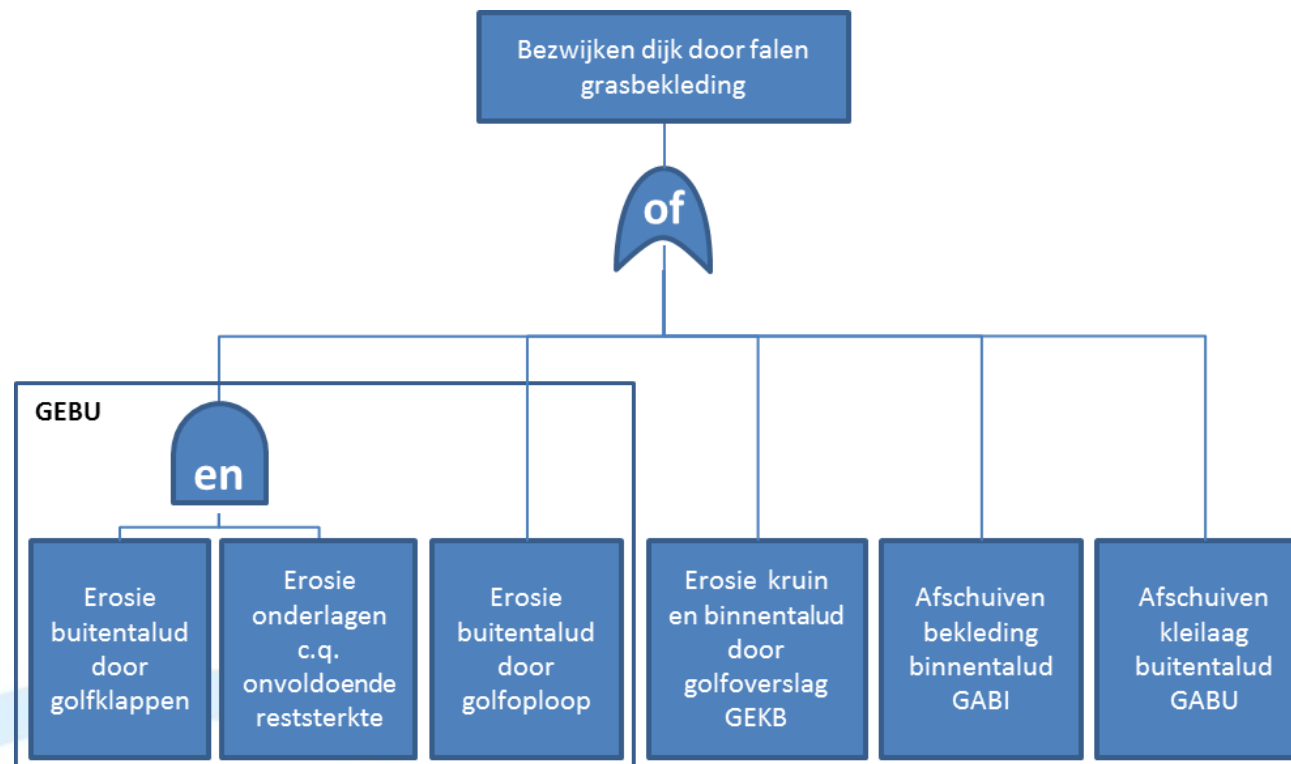 Bezwijken dijk door falen
grasbekleding
of
GEBU
en
Erosie
buitentalud
door
golfklappen
Erosie
onderlagen
c.q.
onvoldoende
reststerkte
Erosie
buitentalud
door
golfoploop
Erosie kruin
en binnentalud
door
golfoverslag
GEKB
Afschuiven
bekleding
binnentalud
GABI
Afschuiven
kleilaag
buitentalud
GABU